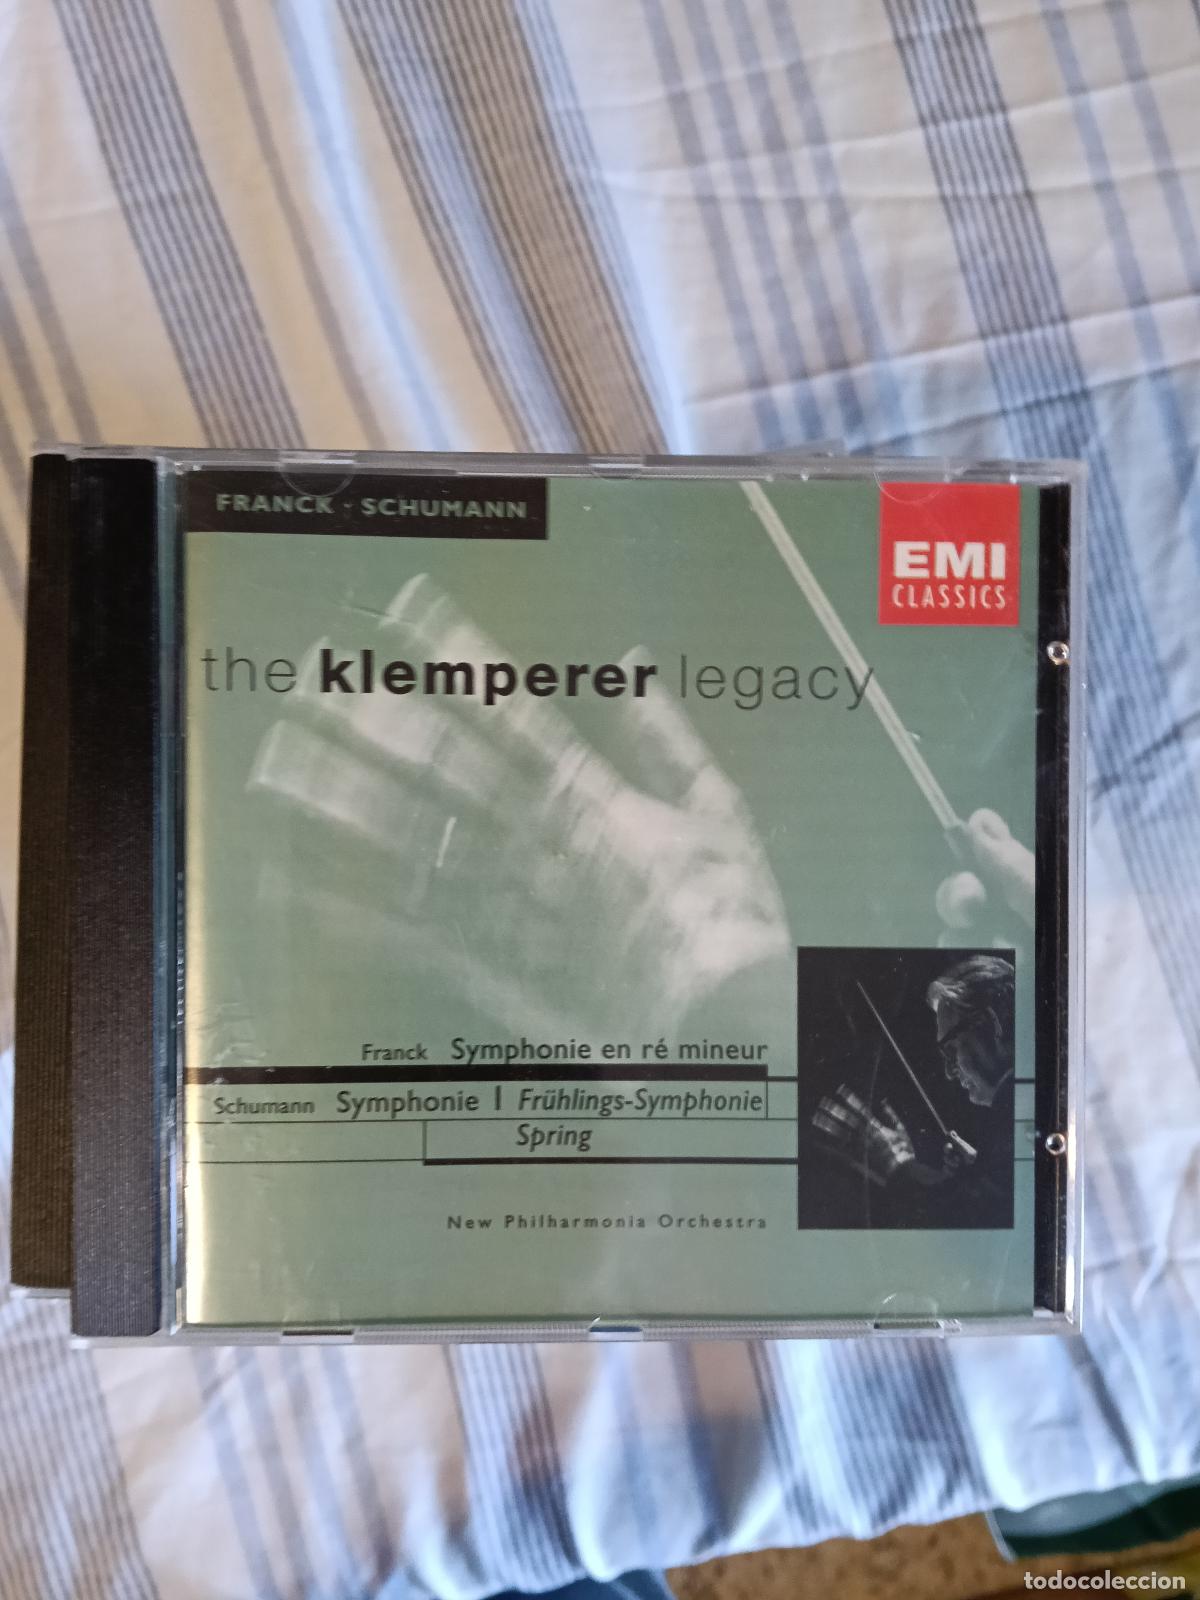 FRANCK · SCHUMANN
EMI
CLASSICS
the klemperer legacy
Franck Symphonie en ré mineur
Schumann Symphonie I Frühlings-Symphonie
Spring
New Philharmonia Orchestra
todocoleccion